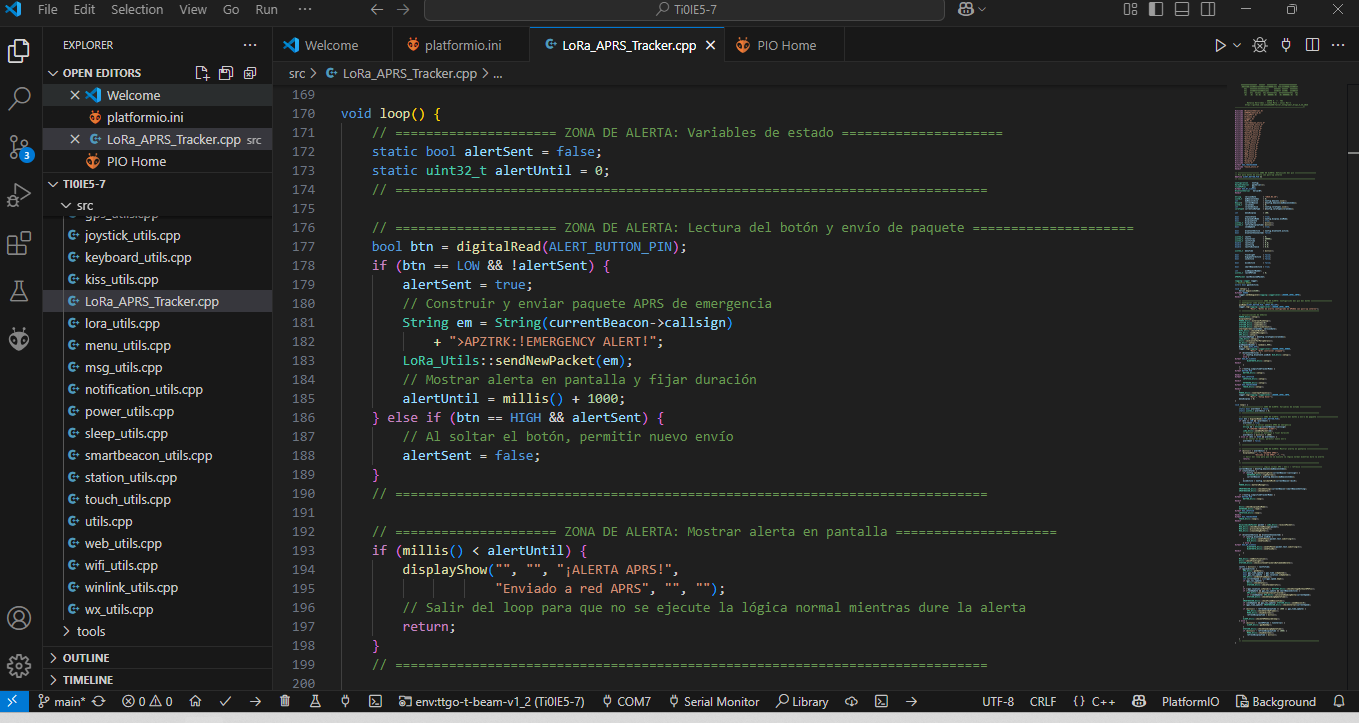 File Edit Selection View Go Run ··· Ti0IE5-7
EXPLORER ···
OPEN EDITORS
Welcome
platformio.ini
LoRa_APRS_Tracker.cpp src
PIO Home
TI0IE5-7
src
gps_utils.cpp
joystick_utils.cpp
keyboard_utils.cpp
kiss_utils.cpp
LoRa_APRS_Tracker.cpp
lora_utils.cpp
menu_utils.cpp
msg_utils.cpp
notification_utils.cpp
power_utils.cpp
sleep_utils.cpp
smartbeacon_utils.cpp
station_utils.cpp
touch_utils.cpp
utils.cpp
web_utils.cpp
wifi_utils.cpp
winlink_utils.cpp
wx_utils.cpp
tools
OUTLINE
TIMELINE
3
Welcome platformio.ini LoRa_APRS_Tracker.cpp PIO Home
src > LoRa_APRS_Tracker.cpp > ...
169
170 void loop() {
171 // ===================== ZONA DE ALERTA: Variables de estado =====================
172 static bool alertSent = false;
173 static uint32_t alertUntil = 0;
174 // =============================================================================
175
176 // ===================== ZONA DE ALERTA: Lectura del botón y envío de paquete =====================
177 bool btn = digitalRead(ALERT_BUTTON_PIN);
178 if (btn == LOW && !alertSent) {
179 alertSent = true;
180 // Construir y enviar paquete APRS de emergencia
181 String em = String(currentBeacon->callsign)
182 + ">APZTRK:!EMERGENCY ALERT!";
183 LoRa_Utils::sendNewPacket(em);
184 // Mostrar alerta en pantalla y fijar duración
185 alertUntil = millis() + 1000;
186 } else if (btn == HIGH && alertSent) {
187 // Al soltar el botón, permitir nuevo envío
188 alertSent = false;
189 }
190 // =============================================================================
191
192 // ===================== ZONA DE ALERTA: Mostrar alerta en pantalla =====================
193 if (millis() < alertUntil) {
194 displayShow("", "", "¡ALERTA APRS!",
195 "Enviado a red APRS", "", "");
196 // Salir del loop para que no se ejecute la lógica normal mientras dure la alerta
197 return;
198 }
199 // =============================================================================
200
main* 0 0 env:ttgo-t-beam-v1_2 (Ti0IE5-7) COM7 Serial Monitor Library UTF-8 CRLF {} C++ PlatformIO Background